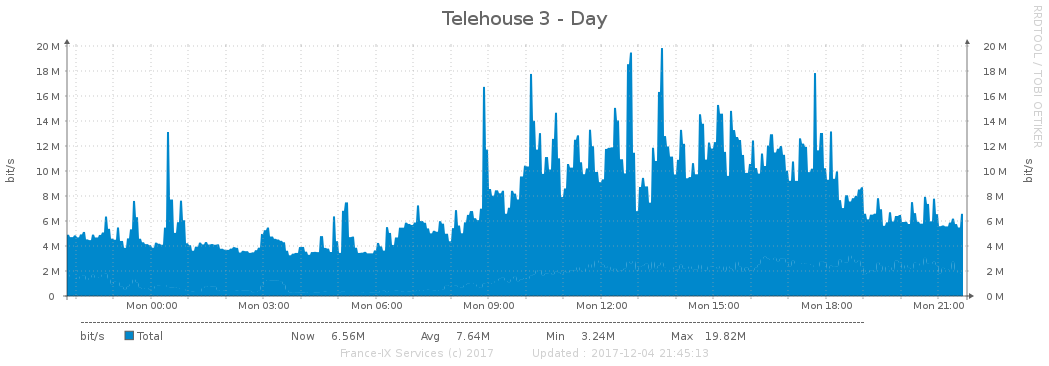 Telehouse 3 - Day
RRDTOOL / TOBI OETIKER
bit/s
20 M
18 M
16 M
14 M
12 M
10 M
8 M
6 M
4 M
2 M
0
20 M
18 M
16 M
14 M
12 M
10 M
8 M
6 M
4 M
2 M
0 M
bit/s
Mon 00:00 Mon 03:00 Mon 06:00 Mon 09:00 Mon 12:00 Mon 15:00 Mon 18:00 Mon 21:00
bit/s Total Now 6.56M Avg 7.64M Min 3.24M Max 19.82M
France-IX Services (c) 2017 Updated : 2017-12-04 21:45:13